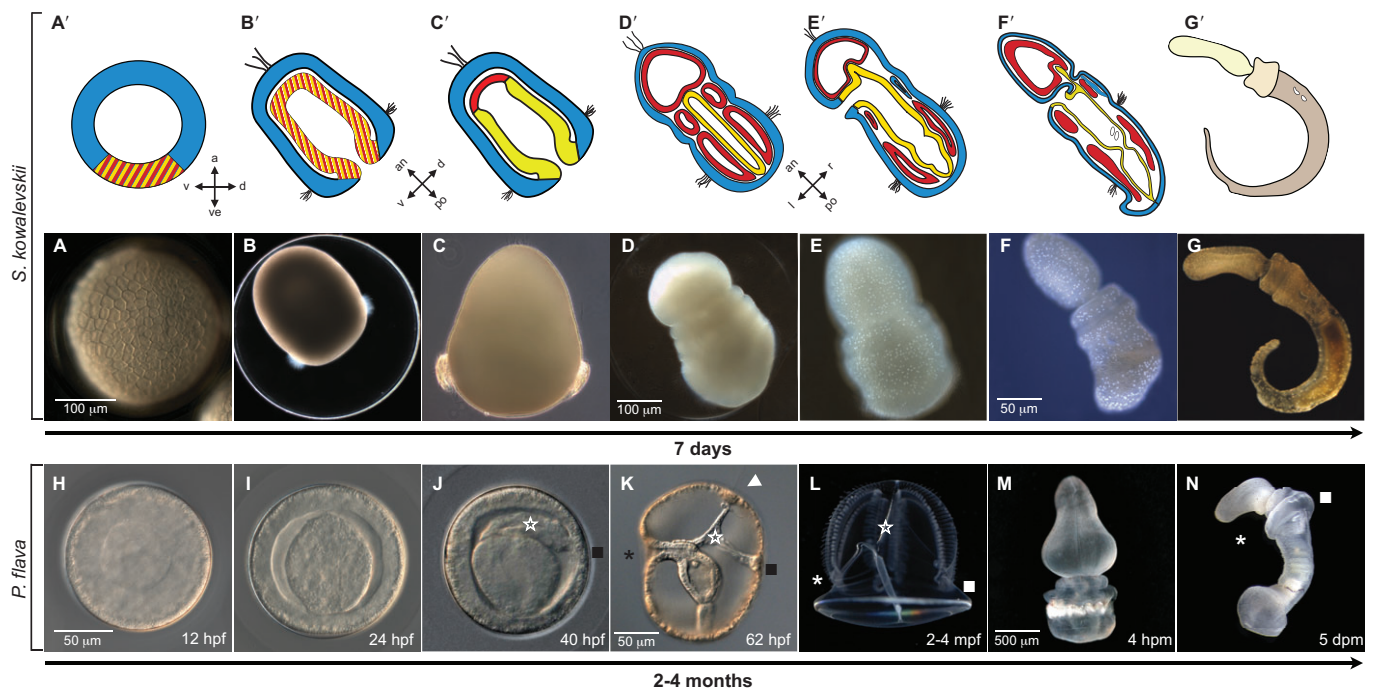 A′ B′ C′ D′ E′ F′ G′
S. kowalevskii
a
v d
ve
an d
v po
an r
l po
A B C D E F G
100 μm 100 μm 50 μm
7 days
P. flava
H I J K L M N
* * *
50 μm 12 hpf 24 hpf 40 hpf 50 μm 62 hpf 2-4 mpf 500 μm 4 hpm 5 dpm
2-4 months